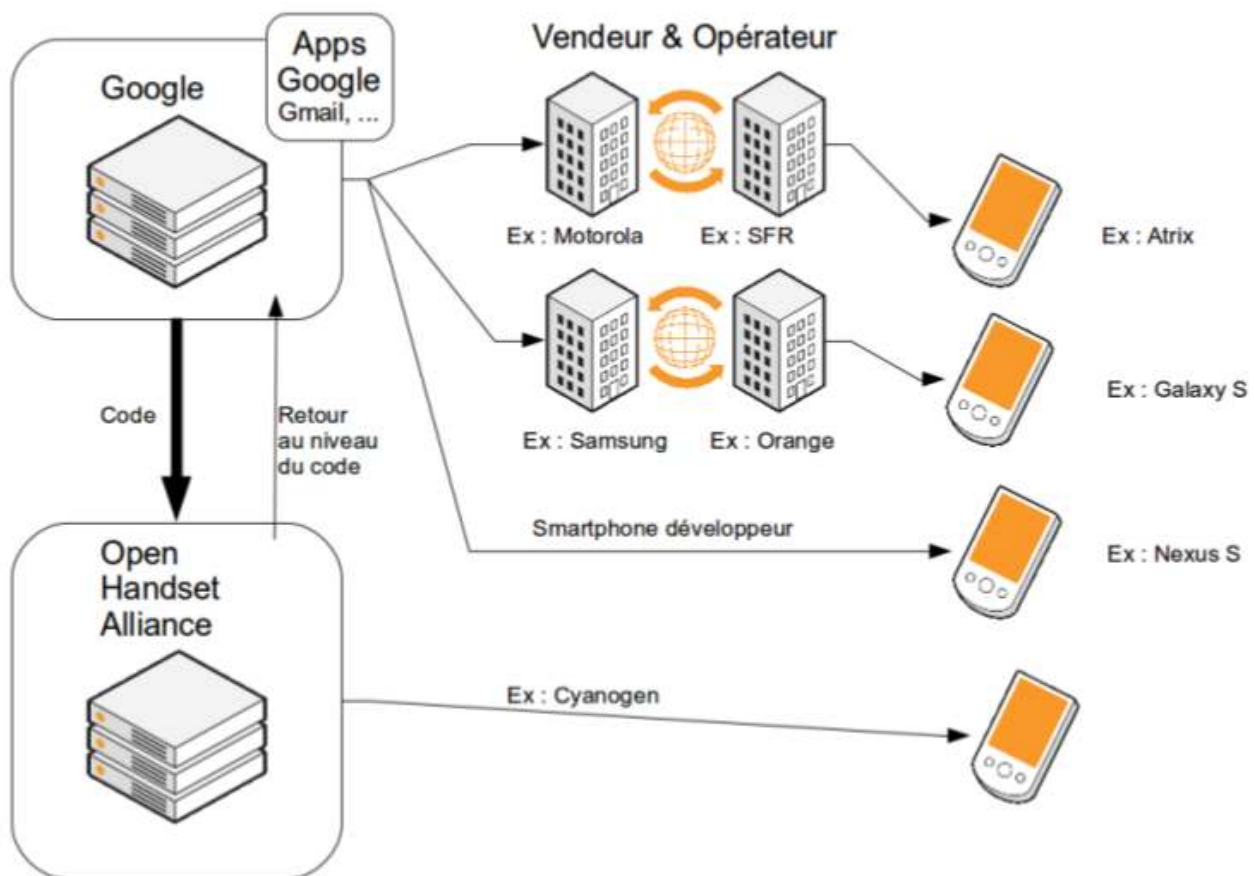 Google
Apps
Google
Gmail, ...
Vendeur & Opérateur
Ex : Motorola
Ex : SFR
Ex : Atrix
Ex : Samsung
Ex : Orange
Ex : Galaxy S
Code
Retour
au niveau
du code
Smartphone développeur
Ex : Nexus S
Open
Handset
Alliance
Ex : Cyanogen